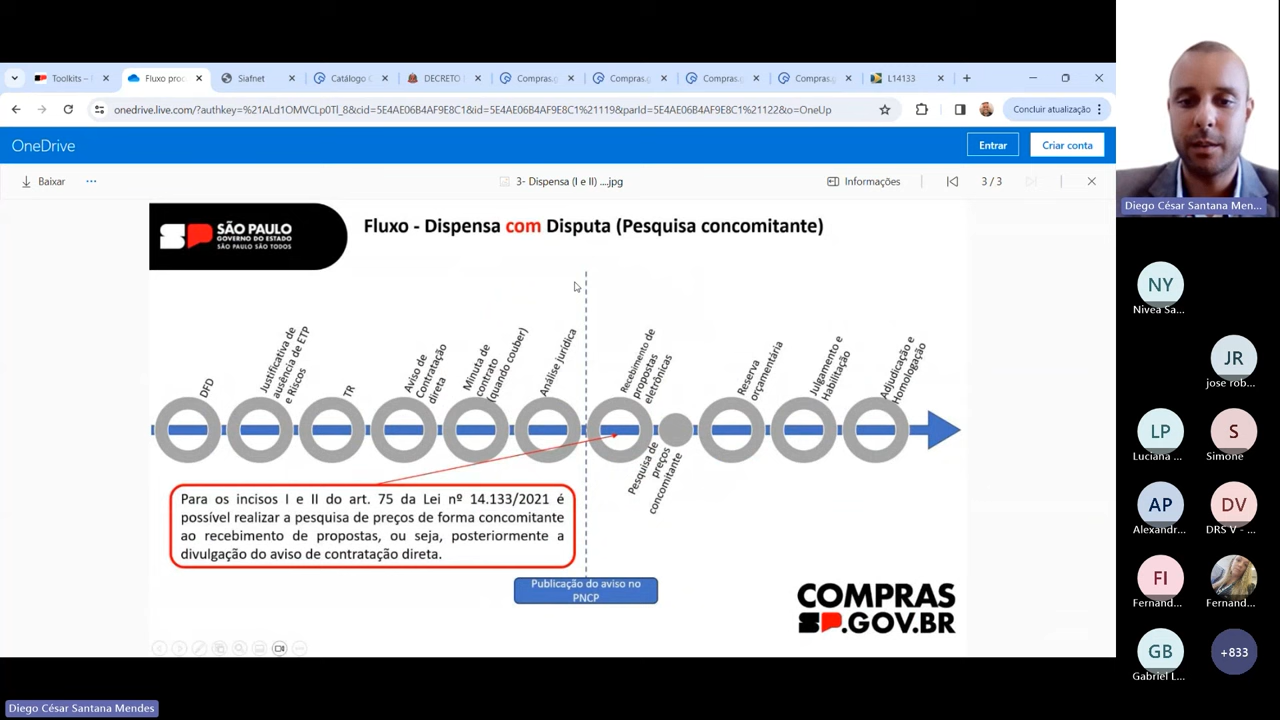 Toolkits –
Fluxo pro
Siafnet
Catálogo C
DECRETO
Compras.g
Compras.g
Compras.g
Compras.g
L14133
onedrive.live.com/?authkey=%21ALd1OMVCLp0TI_8&cid=5E4AE06B4AF9E8C1&id=5E4AE06B4AF9E8C1%21119&parId=5E4AE06B4AF9E8C1%21122&o=OneUp
Concluir atualização
OneDrive
Entrar
Criar conta
Baixar
3- Dispensa (I e II) ....jpg
Informações
3 / 3
SÃO PAULO
GOVERNO DO ESTADO
SÃO PAULO SÃO TODOS
Fluxo - Dispensa com Disputa (Pesquisa concomitante)
DFD
Justificativa de
ausência de ETP
e Riscos
TR
Aviso de
Contratação
direta
Minuta de
contrato
(quando couber)
Análise jurídica
Recebimento de
propostas
eletrônicas
Pesquisa de
preços
concomitante
Reserva
orçamentária
Julgamento e
Habilitação
Adjudicação e
Homologação
Para os incisos I e II do art. 75 da Lei nº 14.133/2021 é
possível realizar a pesquisa de preços de forma concomitante
ao recebimento de propostas, ou seja, posteriormente a
divulgação do aviso de contratação direta.
Publicação do aviso no
PNCP
COMPRAS
SP.GOV.BR
Diego César Santana Men...
NY
Nivea Sa...
JR
jose rob...
LP
Luciana ...
S
Simone
AP
Alexandr...
DV
DRS V - ...
FI
Fernand...
Fernand...
GB
Gabriel L...
+833
Diego César Santana Mendes